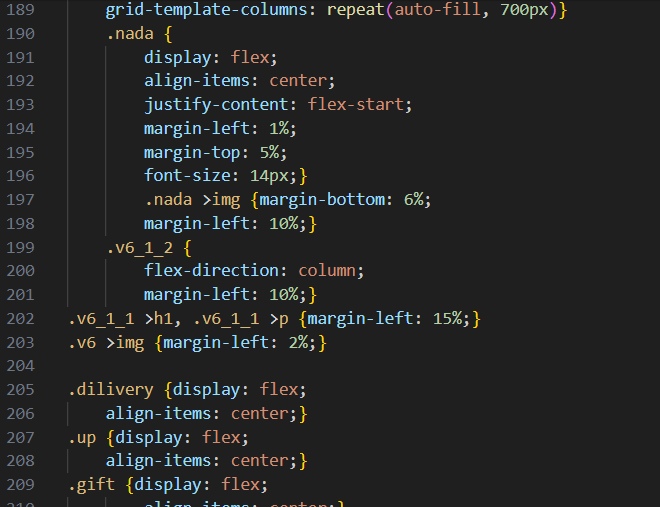 189 grid-template-columns: repeat(auto-fill, 700px)}
190 .nada {
191 display: flex;
192 align-items: center;
193 justify-content: flex-start;
194 margin-left: 1%;
195 margin-top: 5%;
196 font-size: 14px;}
197 .nada >img {margin-bottom: 6%;
198 margin-left: 10%;}
199 .v6_1_2 {
200 flex-direction: column;
201 margin-left: 10%;}
202 .v6_1_1 >h1, .v6_1_1 >p {margin-left: 15%;}
203 .v6 >img {margin-left: 2%;}
204
205 .dilivery {display: flex;
206 align-items: center;}
207 .up {display: flex;
208 align-items: center;}
209 .gift {display: flex;
210 align-items: center;}